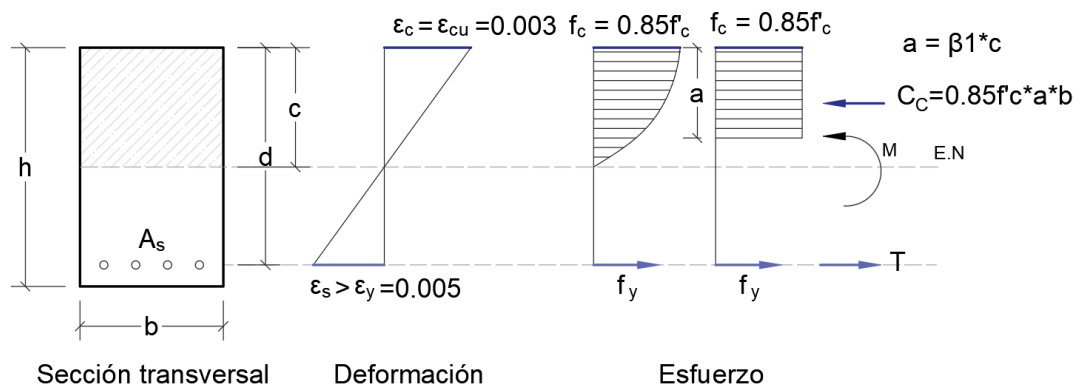 εc = εcu =0.003
fc = 0.85f'c
fc = 0.85f'c
a = β1*c
h
c
d
a
CC=0.85f'c*a*b
M
E.N
As
T
εs > εy =0.005
fy
fy
b
Sección transversal
Deformación
Esfuerzo